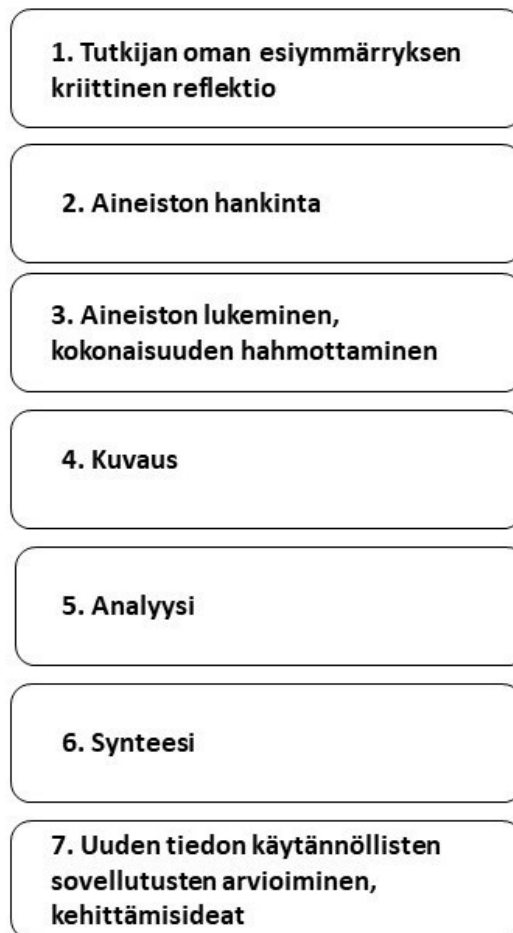 1. Tutkijan oman esiymmärryksen
kriittinen reflektio
2. Aineiston hankinta
3. Aineiston lukeminen,
kokonaisuuden hahmottaminen
4. Kuvaus
5. Analyysi
6. Synteesi
7. Uuden tiedon käytännöllisten
sovellutusten arvioiminen,
kehittämisideat